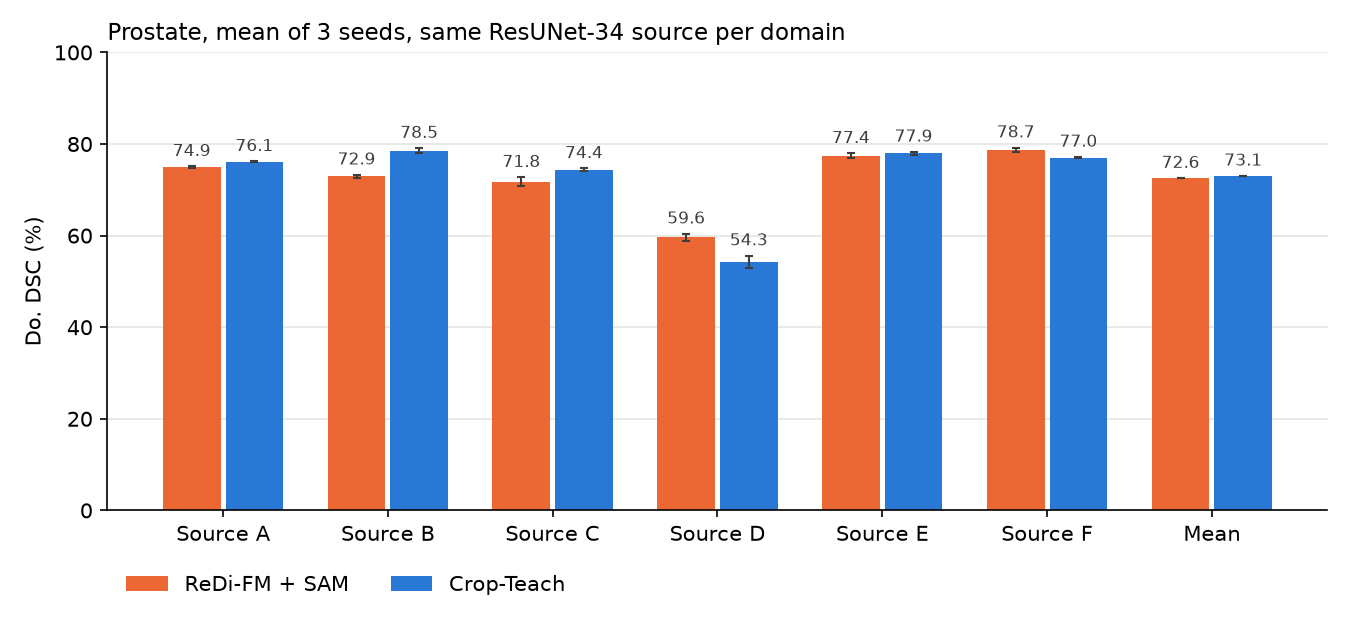 Prostate, mean of 3 seeds, same ResUNet-34 source per domain
Do. DSC (%)
100
80
60
40
20
0
74.9 76.1 72.9 78.5 71.8 74.4 59.6 54.3 77.4 77.9 78.7 77.0 72.6 73.1
Source A Source B Source C Source D Source E Source F Mean
ReDi-FM + SAM Crop-Teach